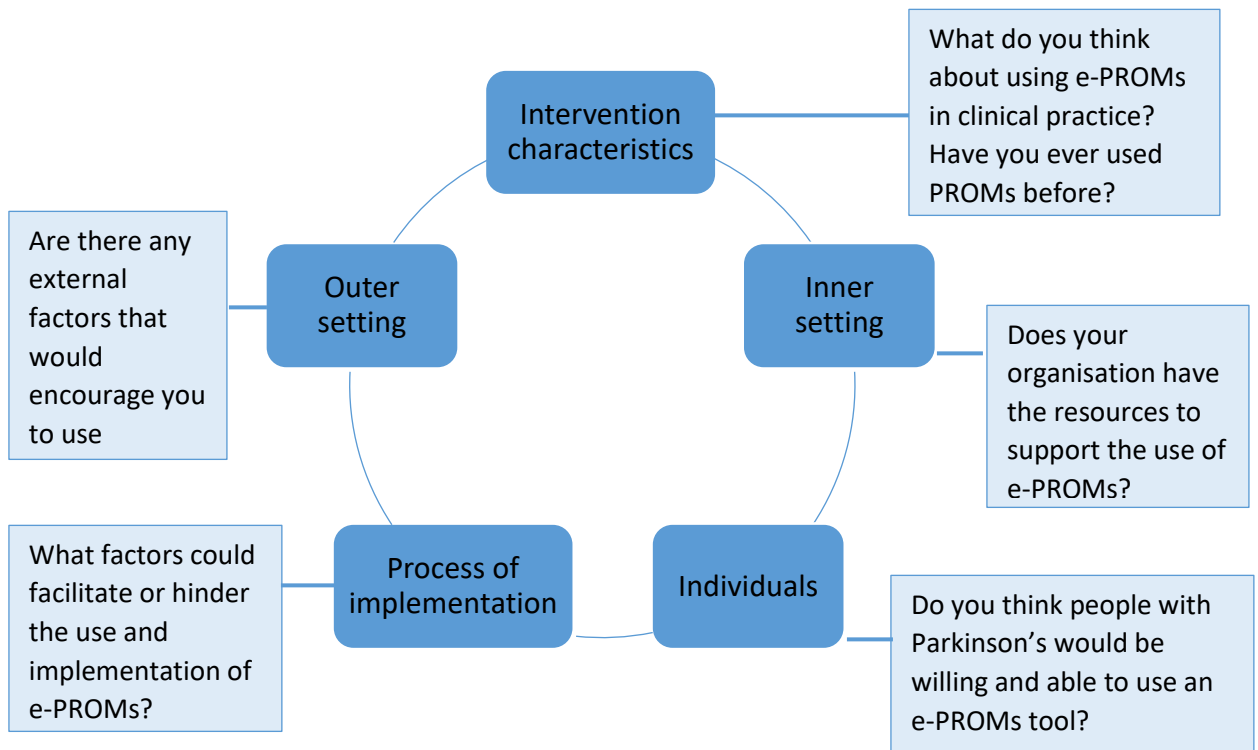 Intervention
characteristics
What do you think
about using e-PROMs
in clinical practice?
Have you ever used
PROMs before?
Outer
setting
Are there any
external
factors that
would
encourage you
to use
Inner
setting
Does your
organisation have
the resources to
support the use of
e-PROMs?
Process of
implementation
What factors could
facilitate or hinder
the use and
implementation of
e-PROMs?
Individuals
Do you think people with
Parkinson’s would be
willing and able to use an
e-PROMs tool?